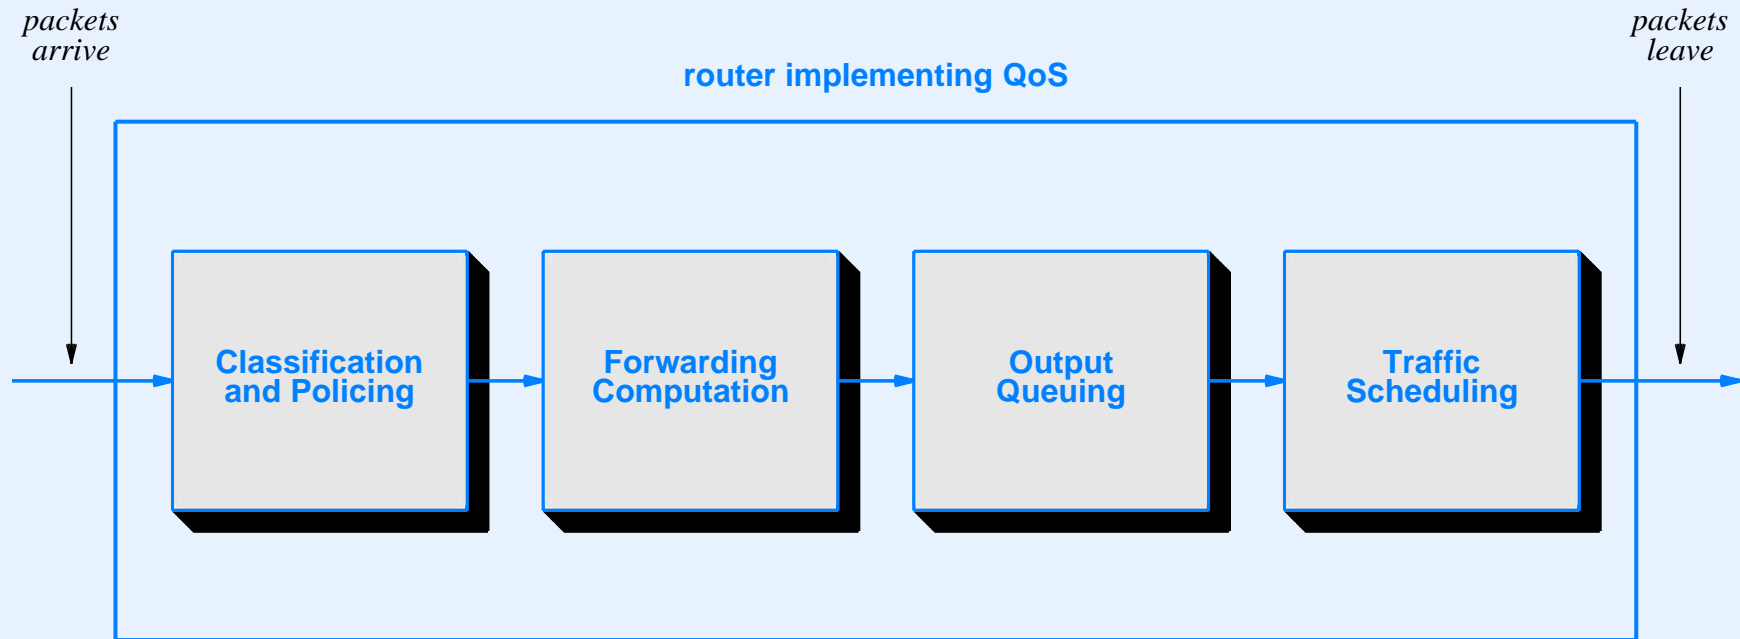 packets
arrive
packets
leave
router implementing QoS
Classification
and Policing
Forwarding
Computation
Output
Queuing
Traffic
Scheduling